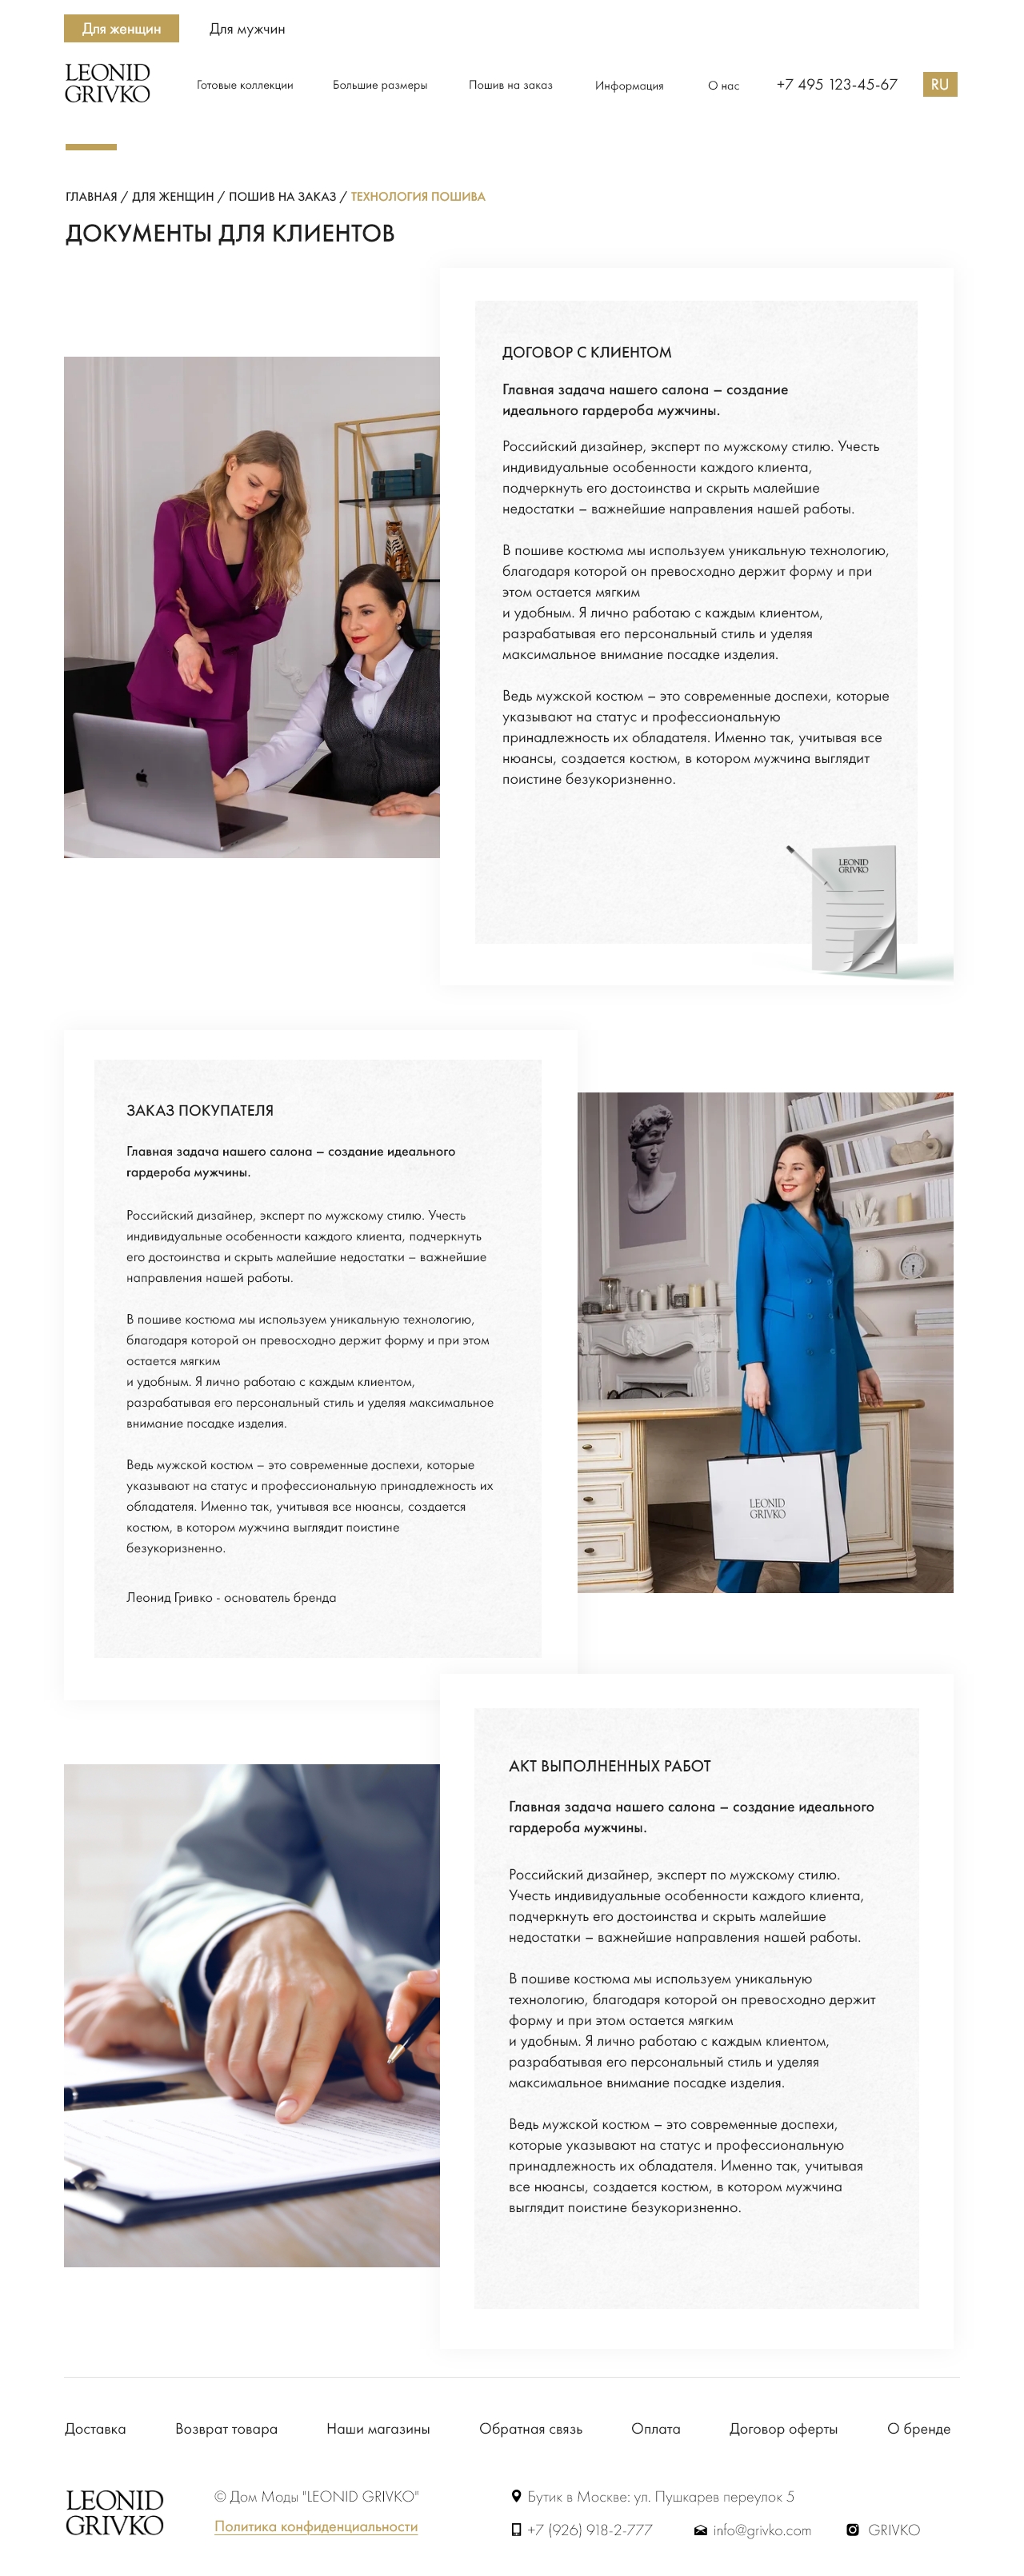 Для женщин
Для мужчин
LEONID
GRIVKO
Готовые коллекции
Большие размеры
Пошив на заказ
Информация
О нас
+7 495 123-45-67
RU
ГЛАВНАЯ / ДЛЯ ЖЕНЩИН / ПОШИВ НА ЗАКАЗ / ТЕХНОЛОГИЯ ПОШИВА
ДОКУМЕНТЫ ДЛЯ КЛИЕНТОВ
ДОГОВОР С КЛИЕНТОМ
Главная задача нашего салона – создание
идеального гардероба мужчины.
Российский дизайнер, эксперт по мужскому стилю. Учесть
индивидуальные особенности каждого клиента,
подчеркнуть его достоинства и скрыть малейшие
недостатки – важнейшие направления нашей работы.
В пошиве костюма мы используем уникальную технологию,
благодаря которой он превосходно держит форму и при
этом остается мягким
и удобным. Я лично работаю с каждым клиентом,
разрабатывая его персональный стиль и уделяя
максимальное внимание посадке изделия.
Ведь мужской костюм – это современные доспехи, которые
указывают на статус и профессиональную
принадлежность их обладателя. Именно так, учитывая все
нюансы, создается костюм, в котором мужчина выглядит
поистине безукоризненно.
LEONID
GRIVKO
ЗАКАЗ ПОКУПАТЕЛЯ
Главная задача нашего салона – создание идеального
гардероба мужчины.
Российский дизайнер, эксперт по мужскому стилю. Учесть
индивидуальные особенности каждого клиента, подчеркнуть
его достоинства и скрыть малейшие недостатки – важнейшие
направления нашей работы.
В пошиве костюма мы используем уникальную технологию,
благодаря которой он превосходно держит форму и при этом
остается мягким
и удобным. Я лично работаю с каждым клиентом,
разрабатывая его персональный стиль и уделяя максимальное
внимание посадке изделия.
Ведь мужской костюм – это современные доспехи, которые
указывают на статус и профессиональную принадлежность их
обладателя. Именно так, учитывая все нюансы, создается
костюм, в котором мужчина выглядит поистине
безукоризненно.
Леонид Гривко - основатель бренда
LEONID
GRIVKO
АКТ ВЫПОЛНЕННЫХ РАБОТ
Главная задача нашего салона – создание идеального
гардероба мужчины.
Российский дизайнер, эксперт по мужскому стилю.
Учесть индивидуальные особенности каждого клиента,
подчеркнуть его достоинства и скрыть малейшие
недостатки – важнейшие направления нашей работы.
В пошиве костюма мы используем уникальную
технологию, благодаря которой он превосходно держит
форму и при этом остается мягким
и удобным. Я лично работаю с каждым клиентом,
разрабатывая его персональный стиль и уделяя
максимальное внимание посадке изделия.
Ведь мужской костюм – это современные доспехи,
которые указывают на статус и профессиональную
принадлежность их обладателя. Именно так, учитывая
все нюансы, создается костюм, в котором мужчина
выглядит поистине безукоризненно.
Доставка
Возврат товара
Наши магазины
Обратная связь
Оплата
Договор оферты
О бренде
LEONID
GRIVKO
© Дом Моды "LEONID GRIVKO"
Политика конфиденциальности
Бутик в Москве: ул. Пушкарев переулок 5
+7 (926) 918-2-777
info@grivko.com
GRIVKO